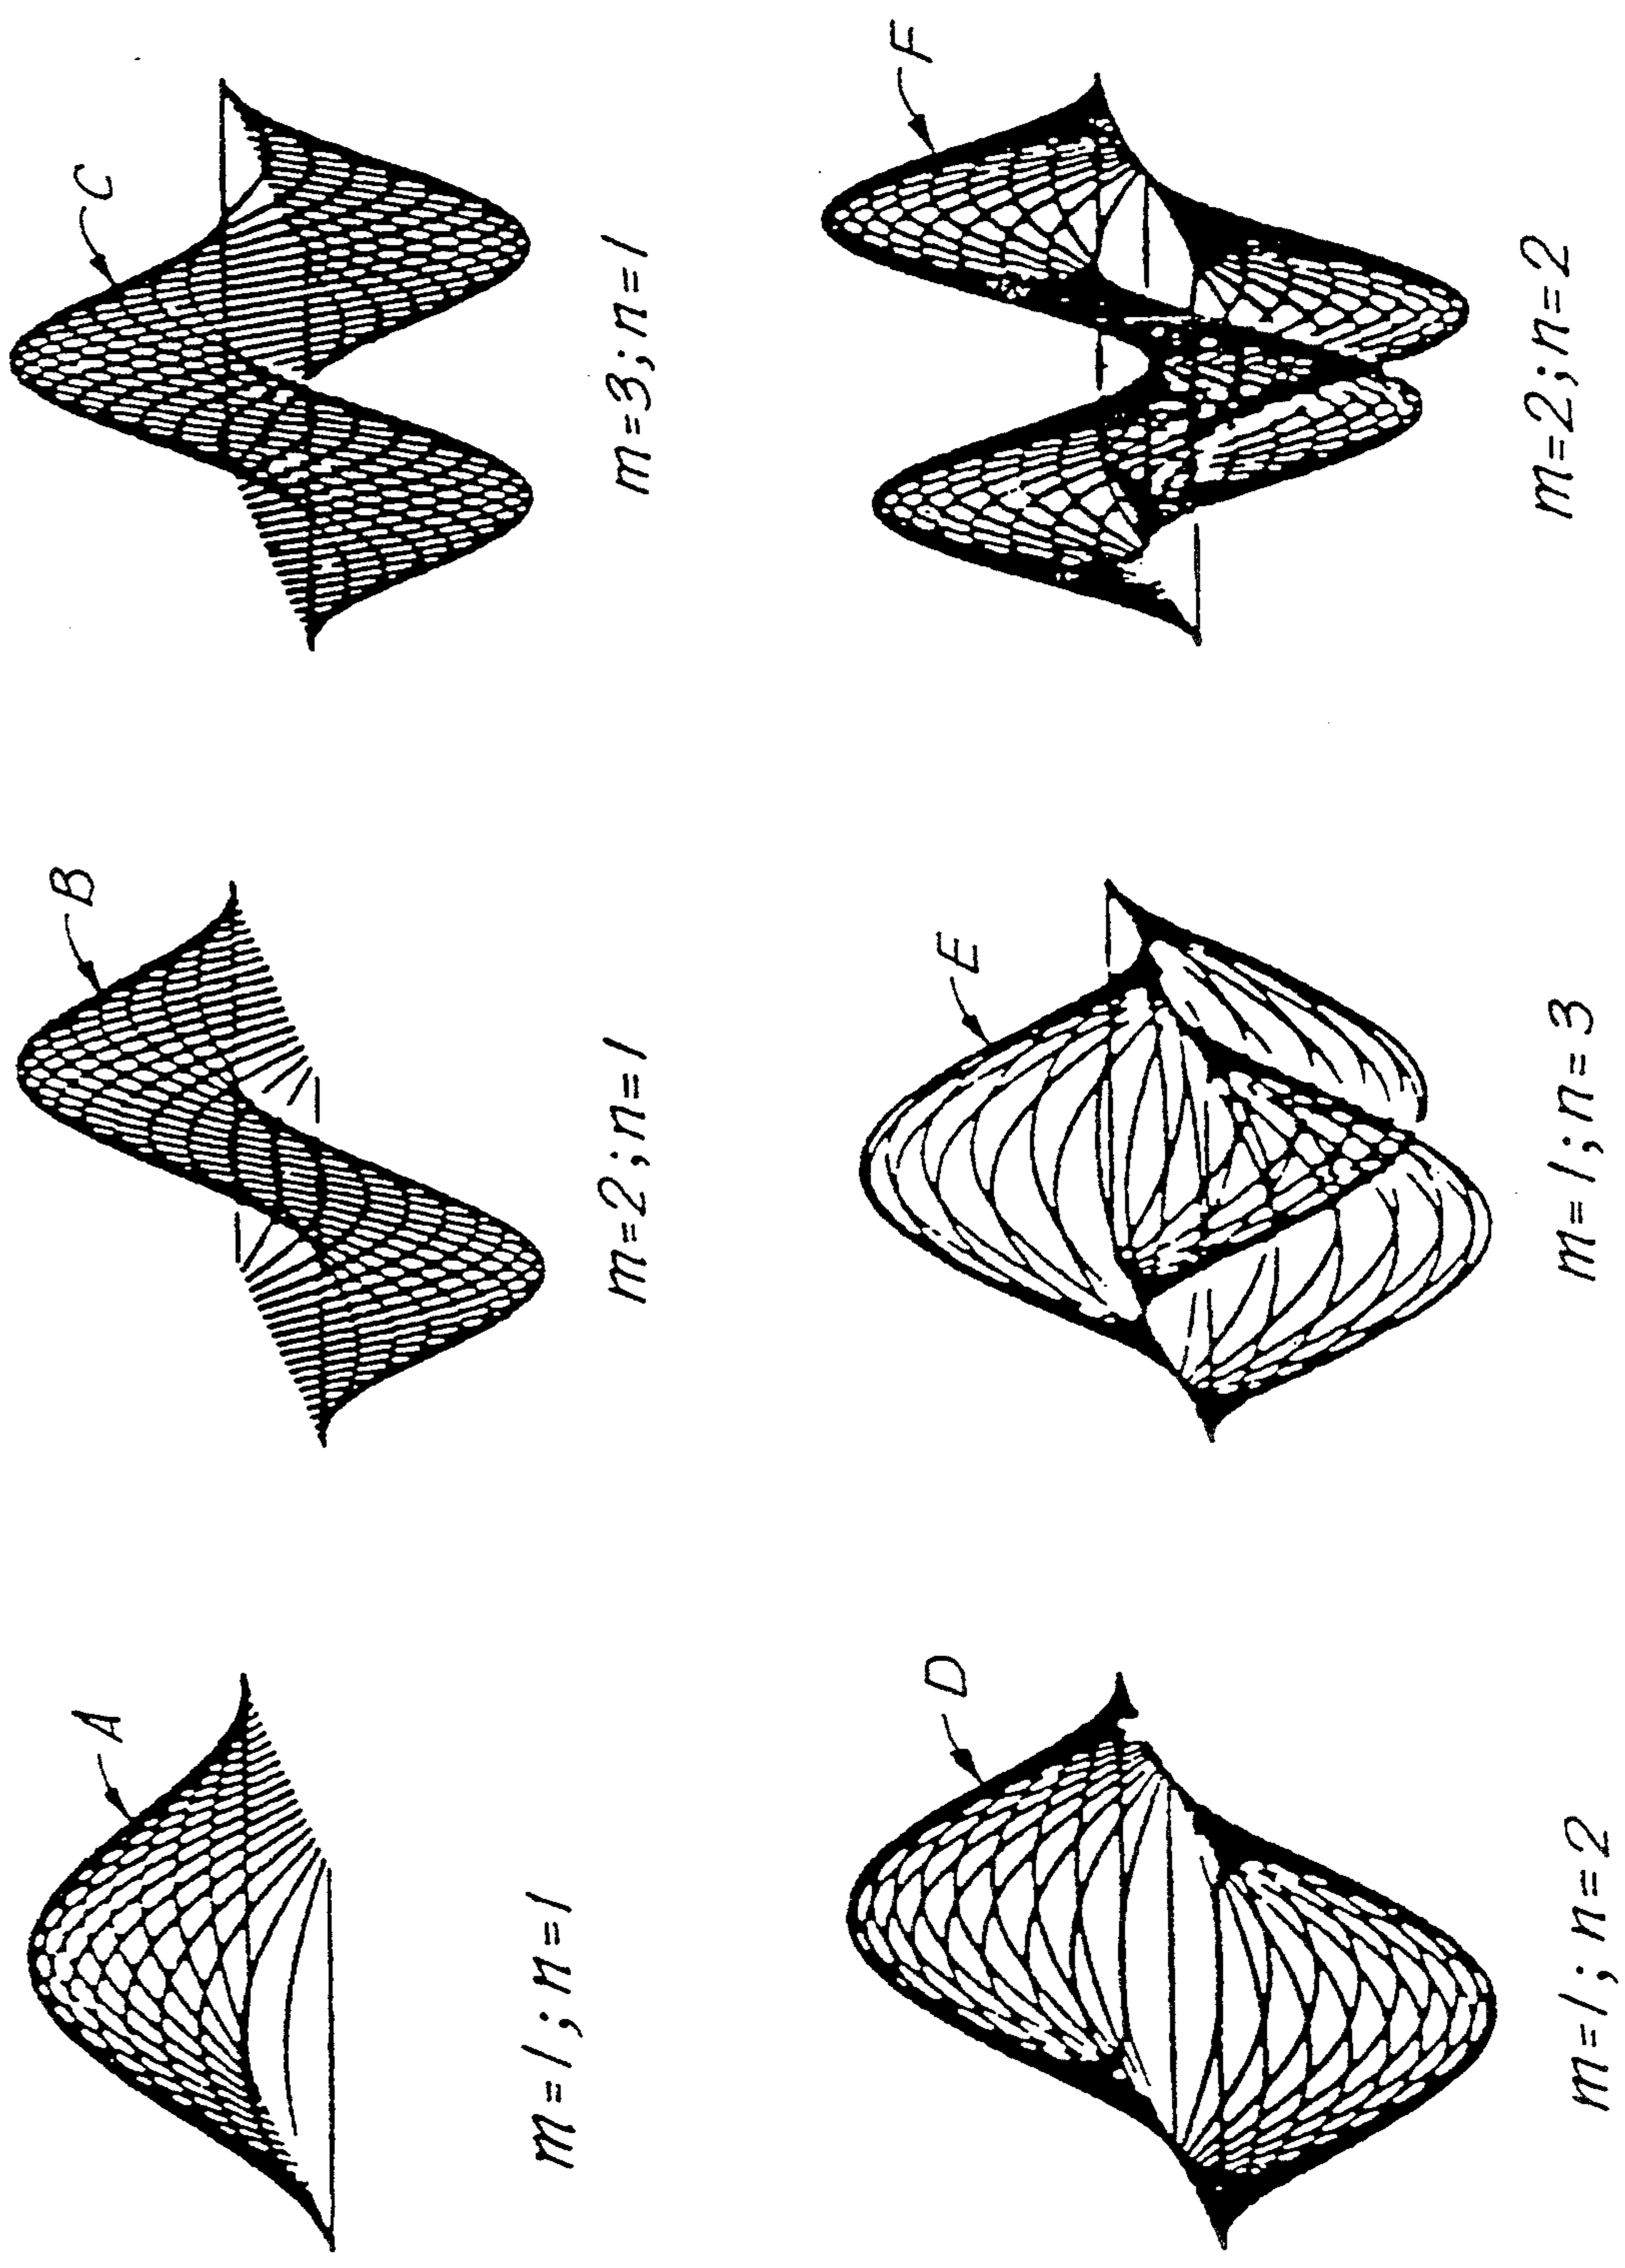 A
m=1; n=1
B
m=2; n=1
C
m=3; n=1
D
m=1; n=2
E
m=1; n=3
F
m=2; n=2